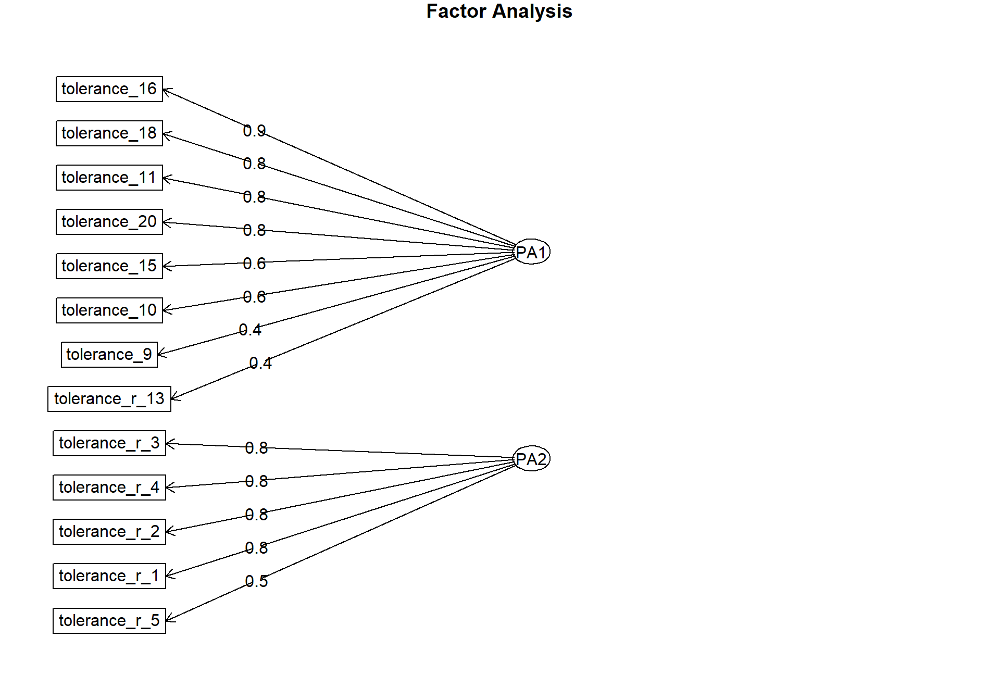 Factor Analysis
tolerance_16
0.9
tolerance_18
0.8
tolerance_11
0.8
tolerance_20
0.8
PA1
tolerance_15
0.6
tolerance_10
0.6
tolerance_9
0.4
tolerance_r_13
0.4
tolerance_r_3
0.8
PA2
tolerance_r_4
0.8
tolerance_r_2
0.8
tolerance_r_1
0.8
tolerance_r_5
0.5